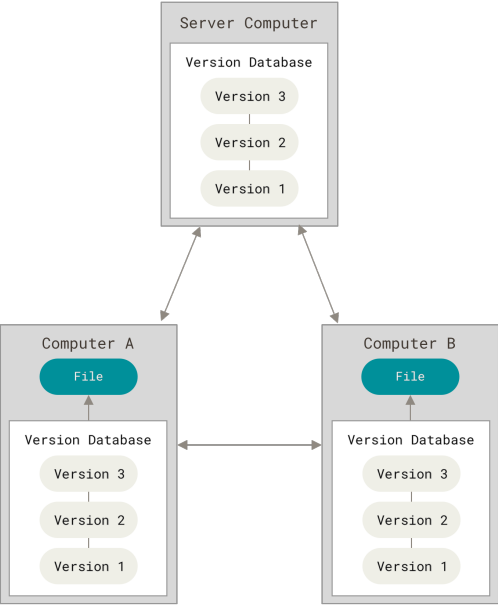 Server Computer
Version Database
Version 3
Version 2
Version 1
Computer A
File
Version Database
Version 3
Version 2
Version 1
Computer B
File
Version Database
Version 3
Version 2
Version 1